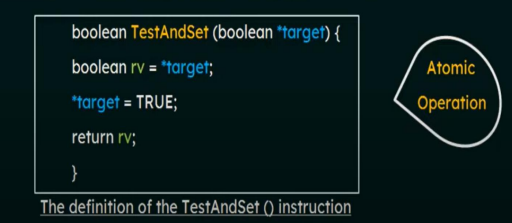 boolean TestAndSet (boolean *target) {
boolean rv = *target;
*target = TRUE;
return rv;
}
Atomic
Operation
The definition of the TestAndSet () instruction